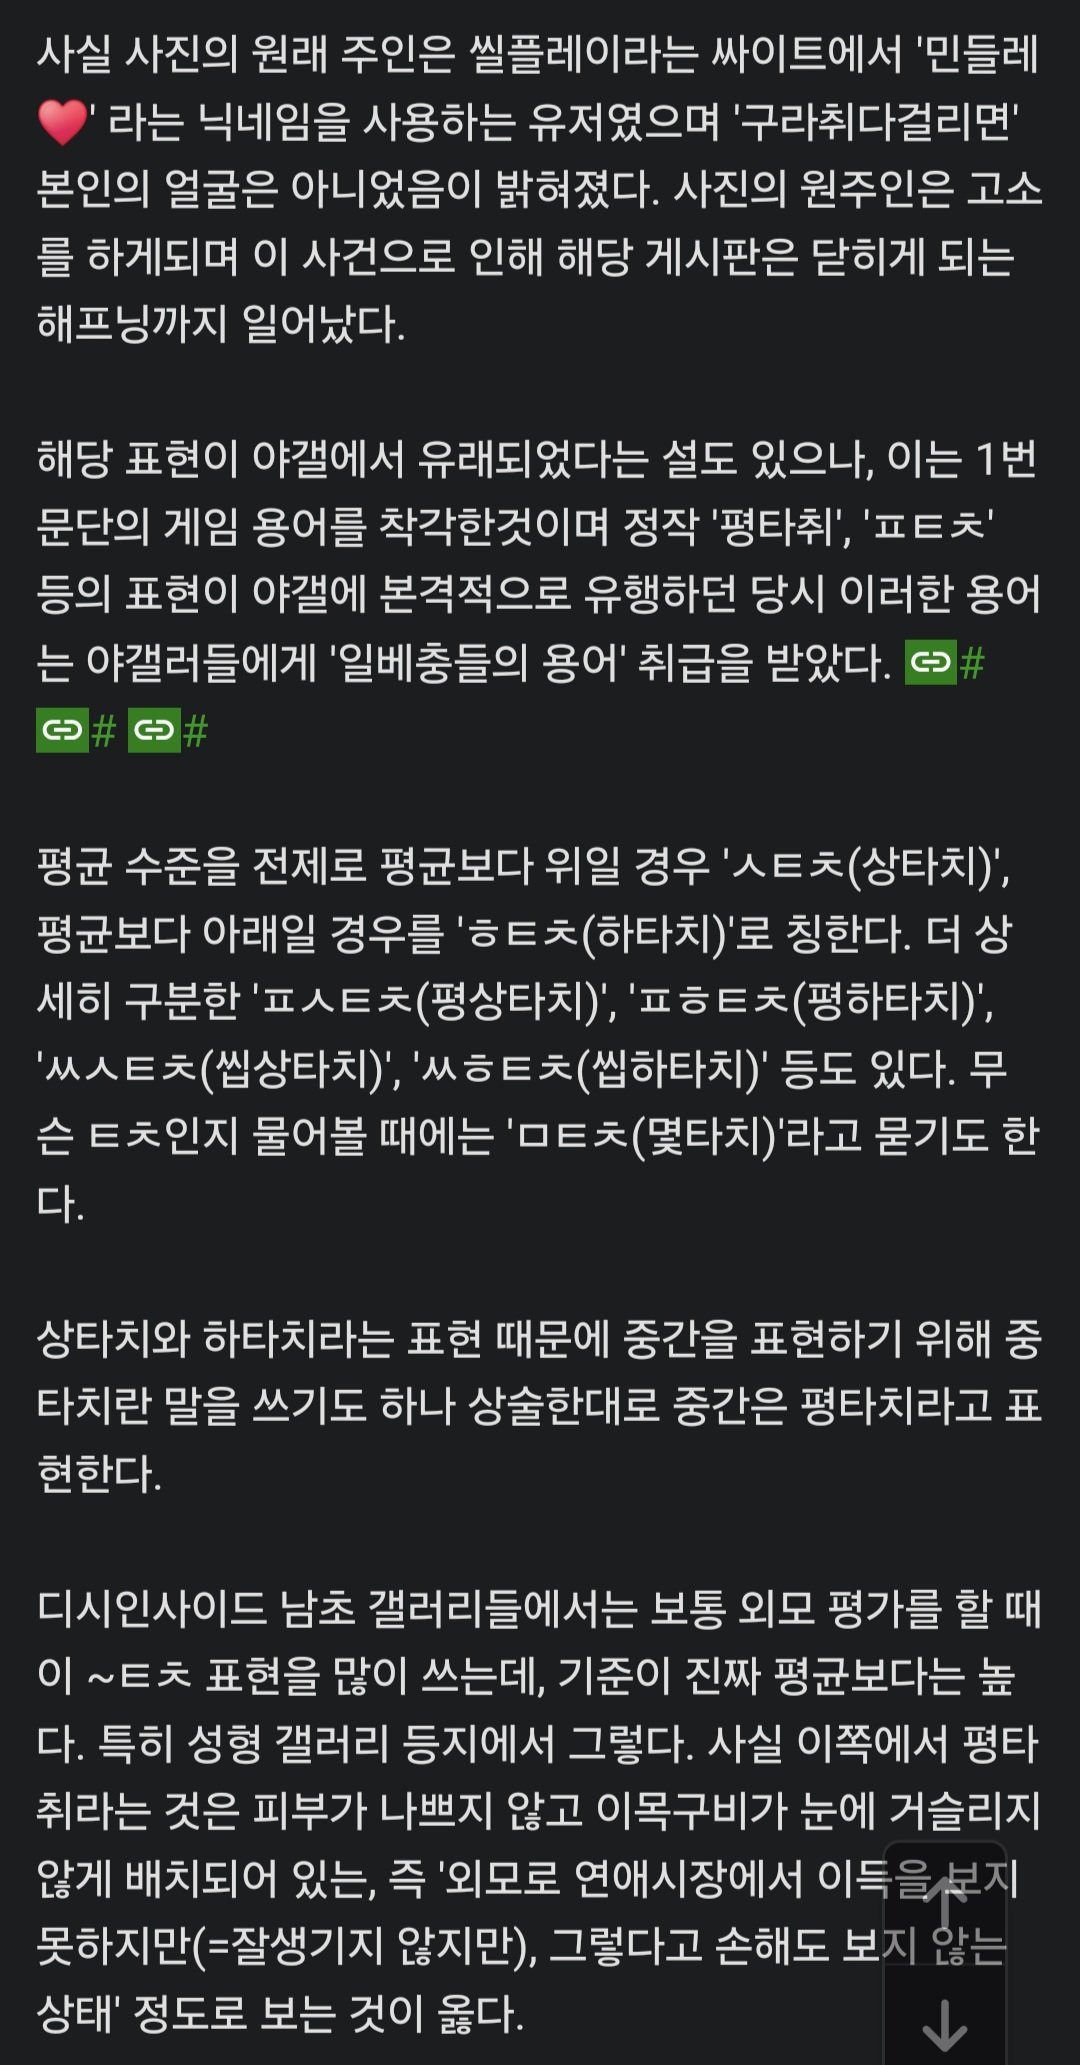 사실 사진의 원래 주인은 씰플레이라는 싸이트에서 '민들레
❤️' 라는 닉네임을 사용하는 유저였으며 '구라취다걸리면'
본인의 얼굴은 아니었음이 밝혀졌다. 사진의 원주인은 고소
를 하게되며 이 사건으로 인해 해당 게시판은 닫히게 되는
해프닝까지 일어났다.
해당 표현이 야갤에서 유래되었다는 설도 있으나, 이는 1번
문단의 게임 용어를 착각한것이며 정작 '평타취', 'ㅍㅌㅊ'
등의 표현이 야갤에 본격적으로 유행하던 당시 이러한 용어
는 야갤러들에게 '일베충들의 용어' 취급을 받았다. #
# #
평균 수준을 전제로 평균보다 위일 경우 'ㅅㅌㅊ(상타치)',
평균보다 아래일 경우를 'ㅎㅌㅊ(하타치)'로 칭한다. 더 상
세히 구분한 'ㅍㅅㅌㅊ(평상타치)', 'ㅍㅎㅌㅊ(평하타치)',
'ㅆㅅㅌㅊ(씹상타치)', 'ㅆㅎㅌㅊ(씹하타치)' 등도 있다. 무
슨 ㅌㅊ인지 물어볼 때에는 'ㅁㅌㅊ(몇타치)'라고 묻기도 한
다.
상타치와 하타치라는 표현 때문에 중간을 표현하기 위해 중
타치란 말을 쓰기도 하나 상술한대로 중간은 평타치라고 표
현한다.
디시인사이드 남초 갤러리들에서는 보통 외모 평가를 할 때
이 ~ㅌㅊ 표현을 많이 쓰는데, 기준이 진짜 평균보다는 높
다. 특히 성형 갤러리 등지에서 그렇다. 사실 이쪽에서 평타
취라는 것은 피부가 나쁘지 않고 이목구비가 눈에 거슬리지
않게 배치되어 있는, 즉 '외모로 연애시장에서 이득을 보지
못하지만(=잘생기지 않지만), 그렇다고 손해도 보지 않는
상태' 정도로 보는 것이 옳다.